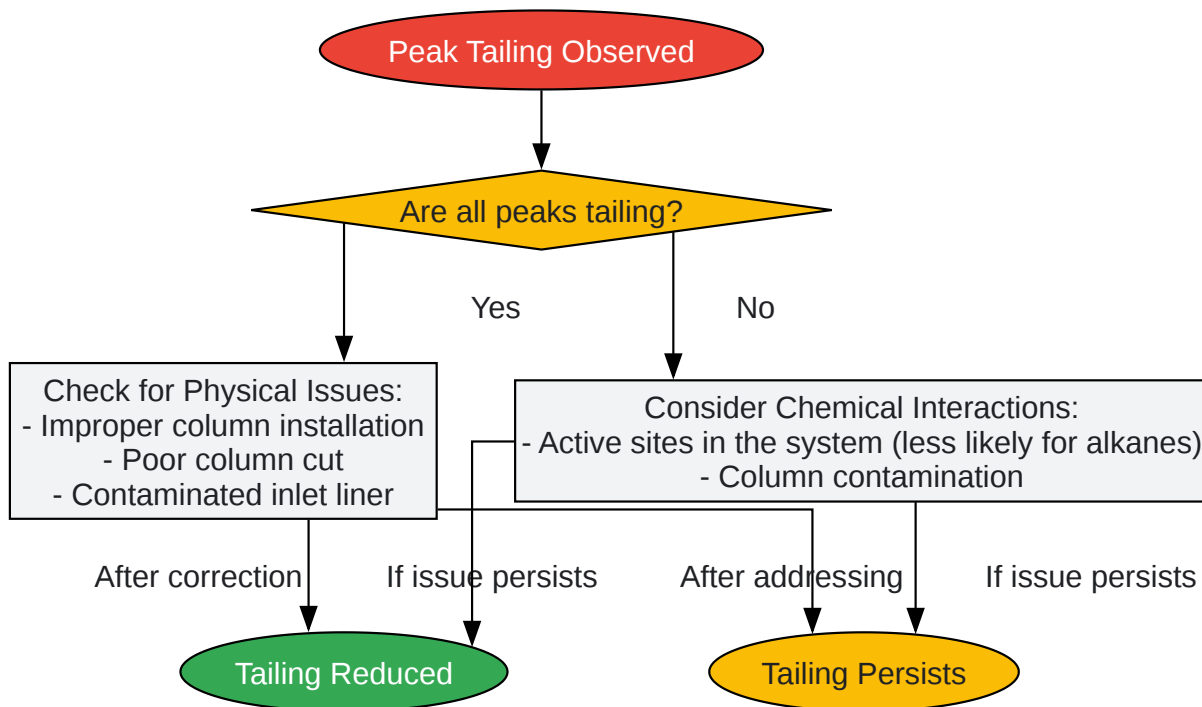 Peak Tailing Observed
Are all peaks tailing?
Yes
No
Check for Physical Issues:
- Improper column installation
- Poor column cut
- Contaminated inlet liner
Consider Chemical Interactions:
- Active sites in the system (less likely for alkanes)
- Column contamination
After correction
If issue persists
After addressing
If issue persists
Tailing Reduced
Tailing Persists